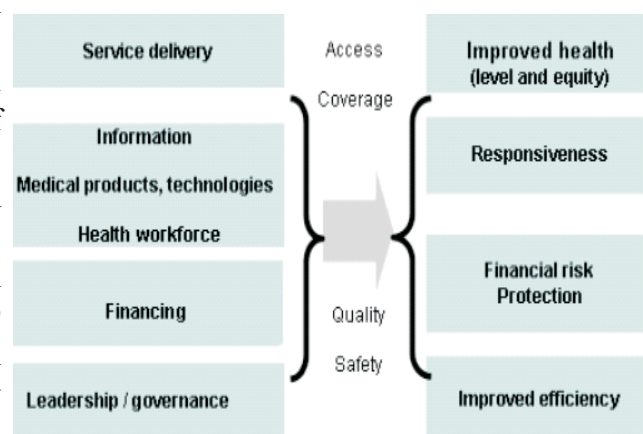 Service delivery
Information
Medical products, technologies
Health workforce
Financing
Leadership / governance
Access
Coverage
Quality
Safety
Improved health
(level and equity)
Responsiveness
Financial risk
Protection
Improved efficiency